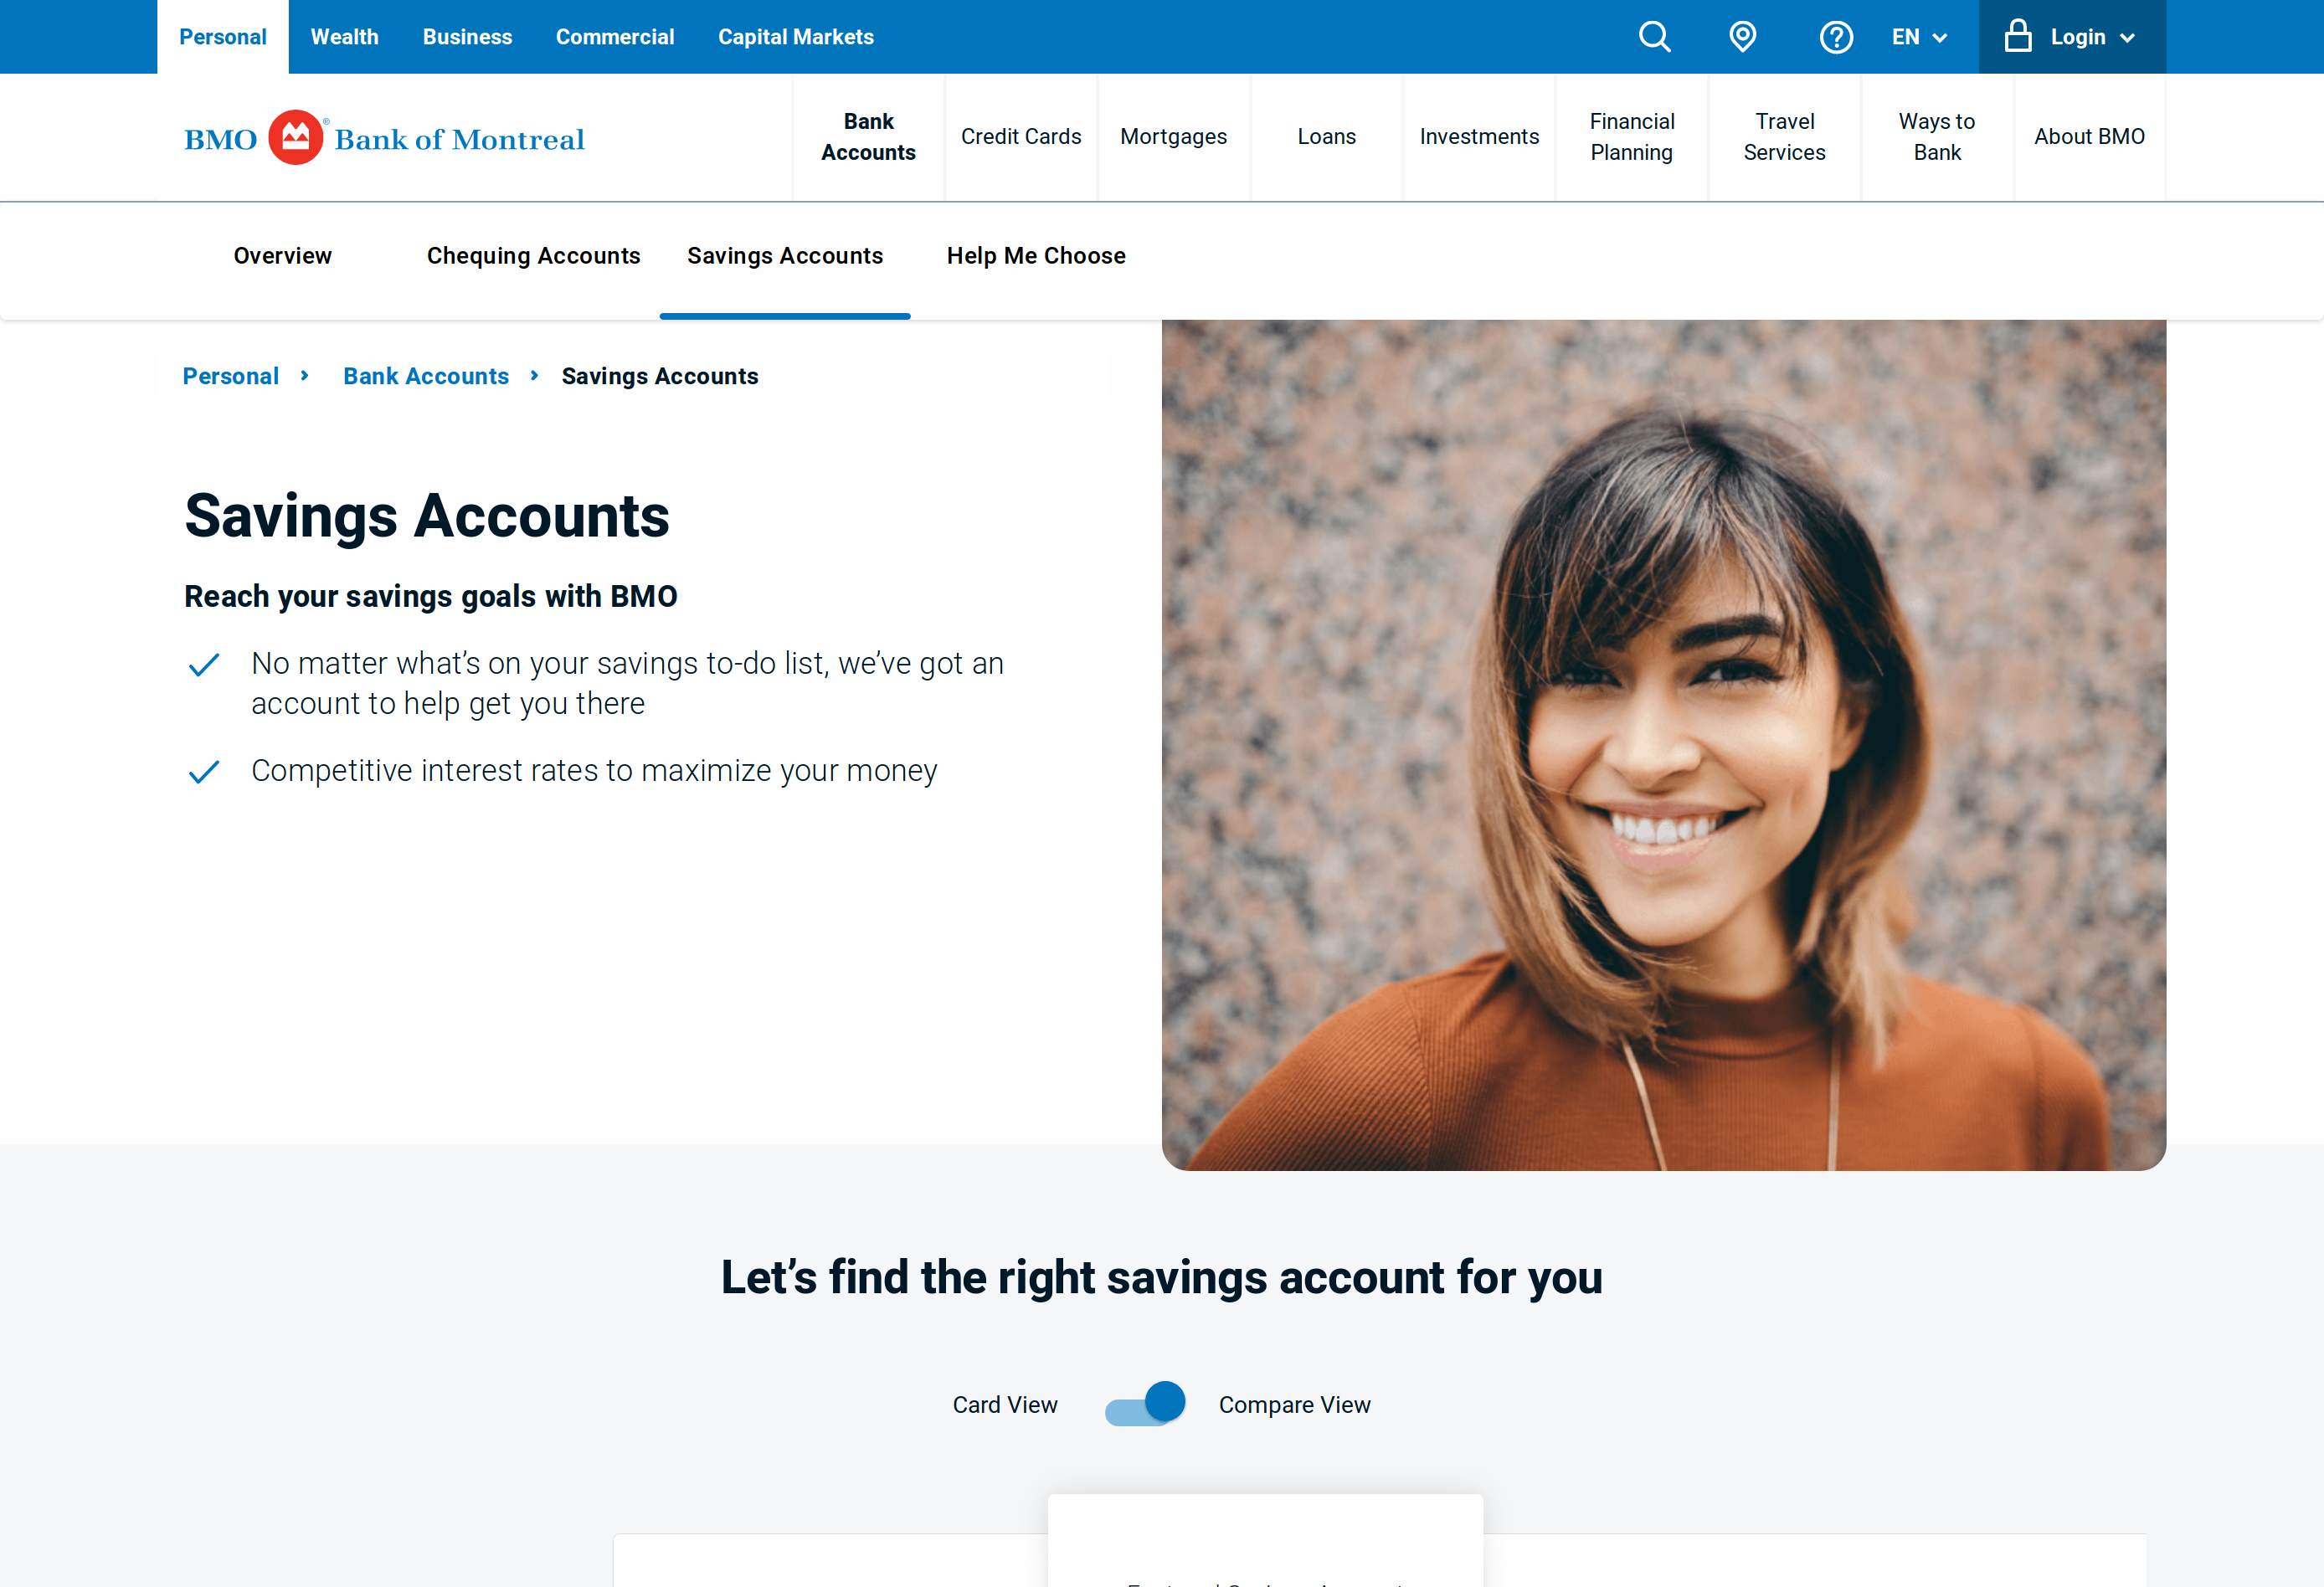 Personal Wealth Business Commercial Capital Markets EN Login
BMO Bank of Montreal®
Bank
Accounts
Credit Cards
Mortgages
Loans
Investments
Financial
Planning
Travel
Services
Ways to
Bank
About BMO
Overview Chequing Accounts Savings Accounts Help Me Choose
Personal › Bank Accounts › Savings Accounts
Savings Accounts
Reach your savings goals with BMO
No matter what’s on your savings to-do list, we’ve got an
account to help get you there
Competitive interest rates to maximize your money
Let’s find the right savings account for you
Card View Compare View